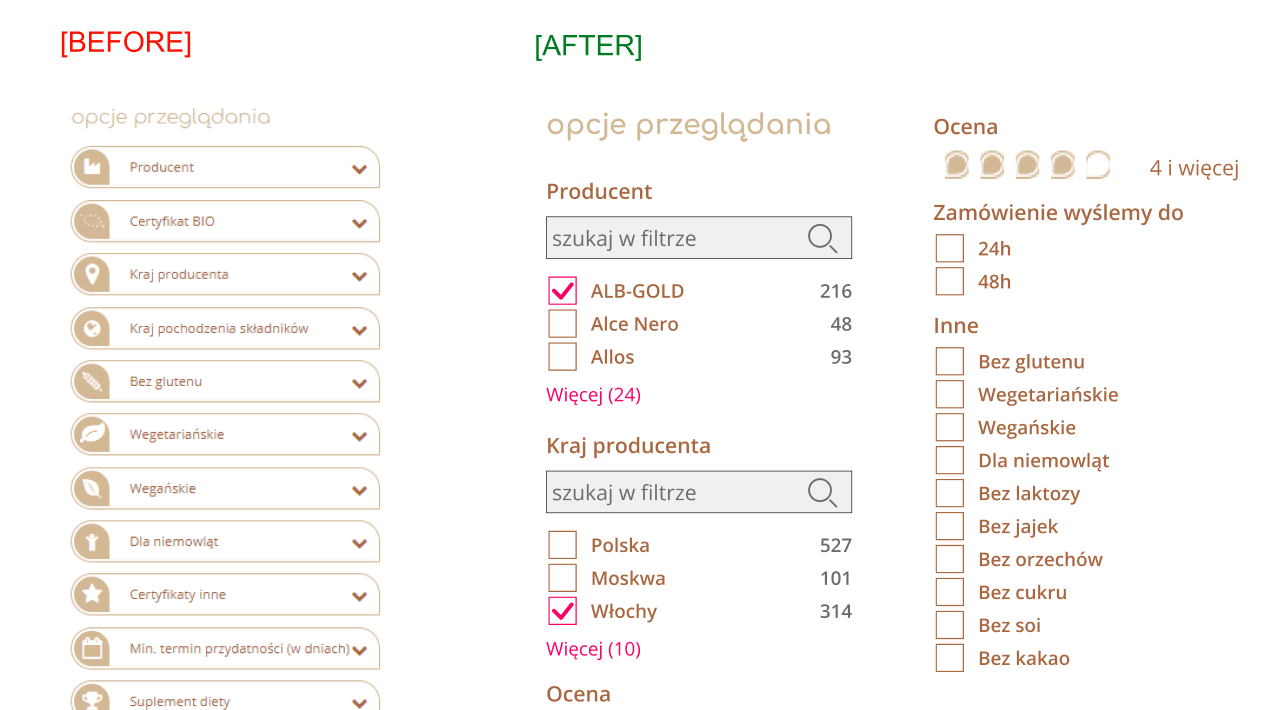 [BEFORE]
opcje przeglądania
Producent
Certyfikat BIO
Kraj producenta
Kraj pochodzenia składników
Bez glutenu
Wegetariańskie
Wegańskie
Dla niemowląt
Certyfikaty inne
Min. termin przydatności (w dniach)
Suplement diety
[AFTER]
opcje przeglądania
Producent
szukaj w filtrze
ALB-GOLD 216
Alce Nero 48
Allos 93
Więcej (24)
Kraj producenta
szukaj w filtrze
Polska 527
Moskwa 101
Włochy 314
Więcej (10)
Ocena
Ocena
4 i więcej
Zamówienie wyślemy do
24h
48h
Inne
Bez glutenu
Wegetariańskie
Wegańskie
Dla niemowląt
Bez laktozy
Bez jajek
Bez orzechów
Bez cukru
Bez soi
Bez kakao